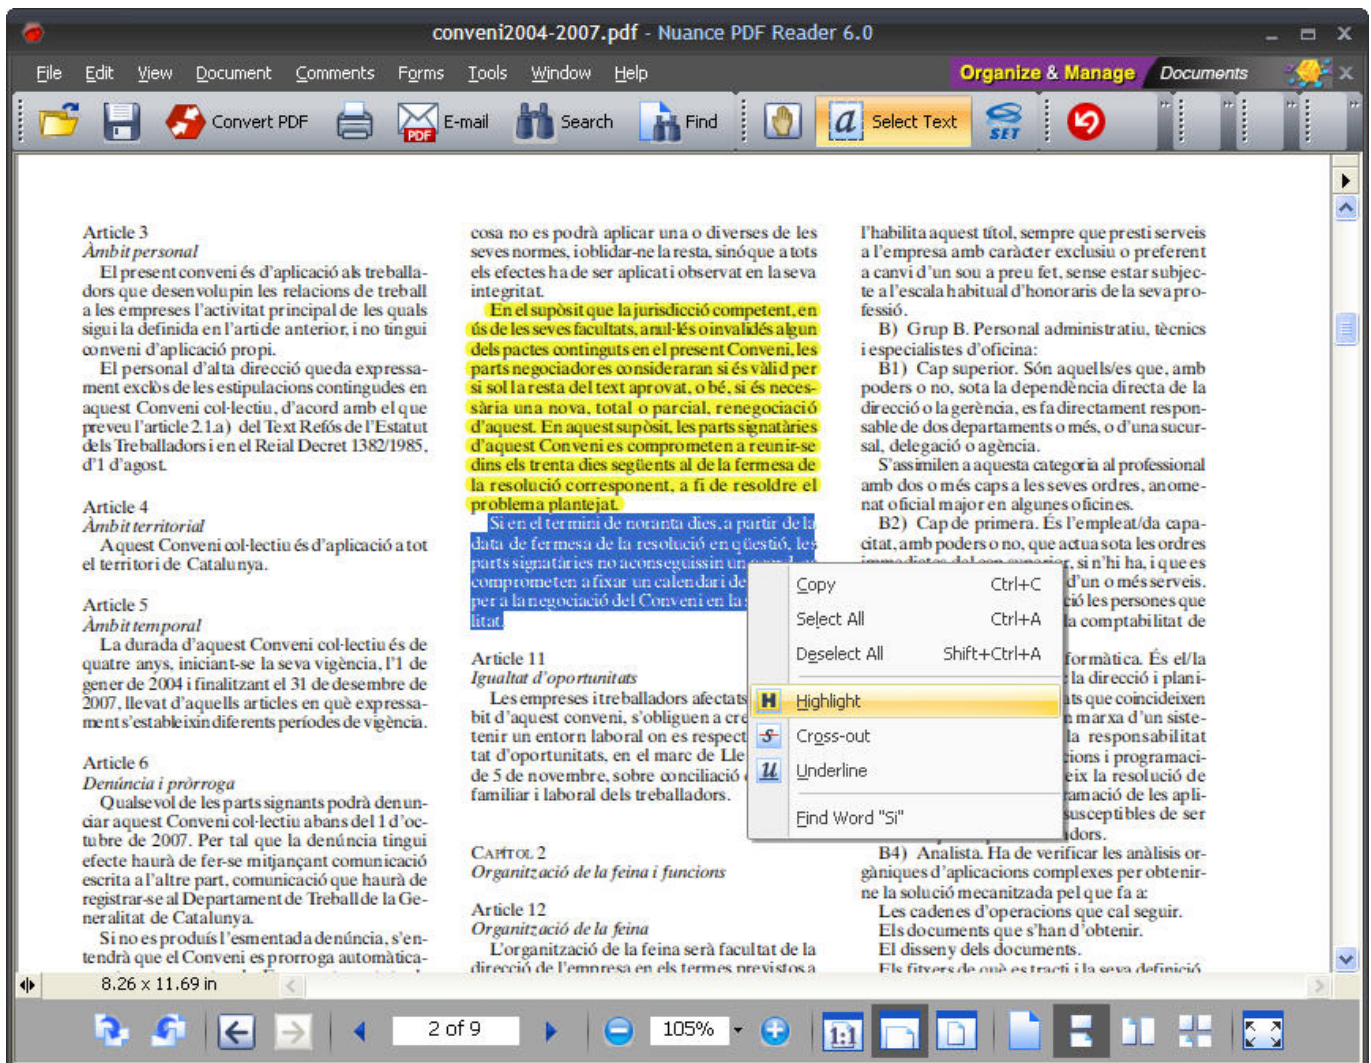 conveni2004-2007.pdf - Nuance PDF Reader 6.0
File Edit View Document Comments Forms Tools Window Help
Organize & Manage Documents
Convert PDF
PDF
E-mail
Search
Find
a
Select Text
SET
Article 3
Àmbit personal
El present conveni és d'aplicació als treballa-
dors que desenvolupin les relacions de treball
a les empreses l'activitat principal de les quals
sigui la definida en l'article anterior, i no tingui
conveni d'aplicació propi.
El personal d'alta direcció queda expressa-
ment exclòs de les estipulacions contingudes en
aquest Conveni col·lectiu, d'acord amb el que
preveu l'article 2.1.a) del Text Refós de l'Estatut
dels Treballadors i en el Reial Decret 1382/1985,
d'1 d'agost.
Article 4
Àmbit territorial
Aquest Conveni col·lectiu és d'aplicació a tot
el territori de Catalunya.
Article 5
Àmbit temporal
La durada d'aquest Conveni col·lectiu és de
quatre anys, iniciant-se la seva vigència, l'1 de
gener de 2004 i finalitzant el 31 de desembre de
2007, llevat d'aquells articles en què expressa-
ment s'estableixin diferents períodes de vigència.
Article 6
Denúncia i pròrroga
Qualsevol de les parts signants podrà denun-
ciar aquest Conveni col·lectiu abans del 1 d'oc-
tubre de 2007. Per tal que la denúncia tingui
efecte haurà de fer-se mitjançant comunicació
escrita a l'altre part, comunicació que haurà de
registrar-se al Departament de Treball de la Ge-
neralitat de Catalunya.
Si no es produís l'esmentada denúncia, s'en-
tendrà que el Conveni es prorroga automàtica-
cosa no es podrà aplicar una o diverses de les
seves normes, i oblidar-ne la resta, sinó que a tots
els efectes ha de ser aplicat i observat en la seva
integritat.
En el supòsit que la jurisdicció competent, en
ús de les seves facultats, anul·lés o invalidés algun
dels pactes continguts en el present Conveni, les
parts negociadores consideraran si és vàlid per
si sol la resta del text aprovat, o bé, si és neces-
sària una nova, total o parcial, renegociació
d'aquest. En aquest supòsit, les parts signatàries
d'aquest Conveni es comprometen a reunir-se
dins els trenta dies següents al de la fermesa de
la resolució corresponent, a fi de resoldre el
problema plantejat.
Si en el termini de noranta dies, a partir de la
data de fermesa de la resolució en qüestió, les
parts signatàries no aconseguissin un
comprometen a fixar un calendari de
per a la negociació del Conveni en la
litat.
Article 11
Igualtat d'oportunitats
Les empreses i treballadors afectats
bit d'aquest conveni, s'obliguen a cre
tenir un entorn laboral on es respect
tat d'oportunitats, en el marc de Lle
de 5 de novembre, sobre conciliació
familiar i laboral dels treballadors.
CAPÍTOL 2
Organització de la feina i funcions
Article 12
Organització de la feina
L'organització de la feina serà facultat de la
direcció de l'empresa en els termes previstos a
l'habilita aquest títol, sempre que presti serveis
a l'empresa amb caràcter exclusiu o preferent
a canvi d'un sou a preu fet, sense estar subjec-
te a l'escala habitual d'honoraris de la seva pro-
fessió.
B) Grup B. Personal administratiu, tècnics
i especialistes d'oficina:
B1) Cap superior. Són aquells/es que, amb
poders o no, sota la dependència directa de la
direcció o la gerència, es fa directament respon-
sable de dos departaments o més, o d'una sucur-
sal, delegació o agència.
S'assimilen a aquesta categoria al professional
amb dos o més caps a les seves ordres, anome-
nat oficial major en algunes oficines.
B2) Cap de primera. És l'empleat/da capa-
citat, amb poders o no, que actua sota les ordres
immediates del cap superior, si n'hi ha, i que es
d'un o més serveis.
ció les persones que
la comptabilitat de
formàtica. És el/la
la direcció i plani-
ts que coincideixen
n marxa d'un siste-
la responsabilitat
cions i programaci-
eix la resolució de
ramació de les apli-
susceptibles de ser
dors.
B4) Analista. Ha de verificar les anàlisis or-
gàniques d'aplicacions complexes per obtenir-
ne la solució mecanitzada pel que fa a:
Les cadenes d'operacions que cal seguir.
Els documents que s'han d'obtenir.
El disseny dels documents.
Els fitxers de què es tracti i la seva definició.
Copy Ctrl+C
Select All Ctrl+A
Deselect All Shift+Ctrl+A
H Highlight
S Cross-out
u Underline
Find Word "Si"
8.26 x 11.69 in
2 of 9
105%
1:1